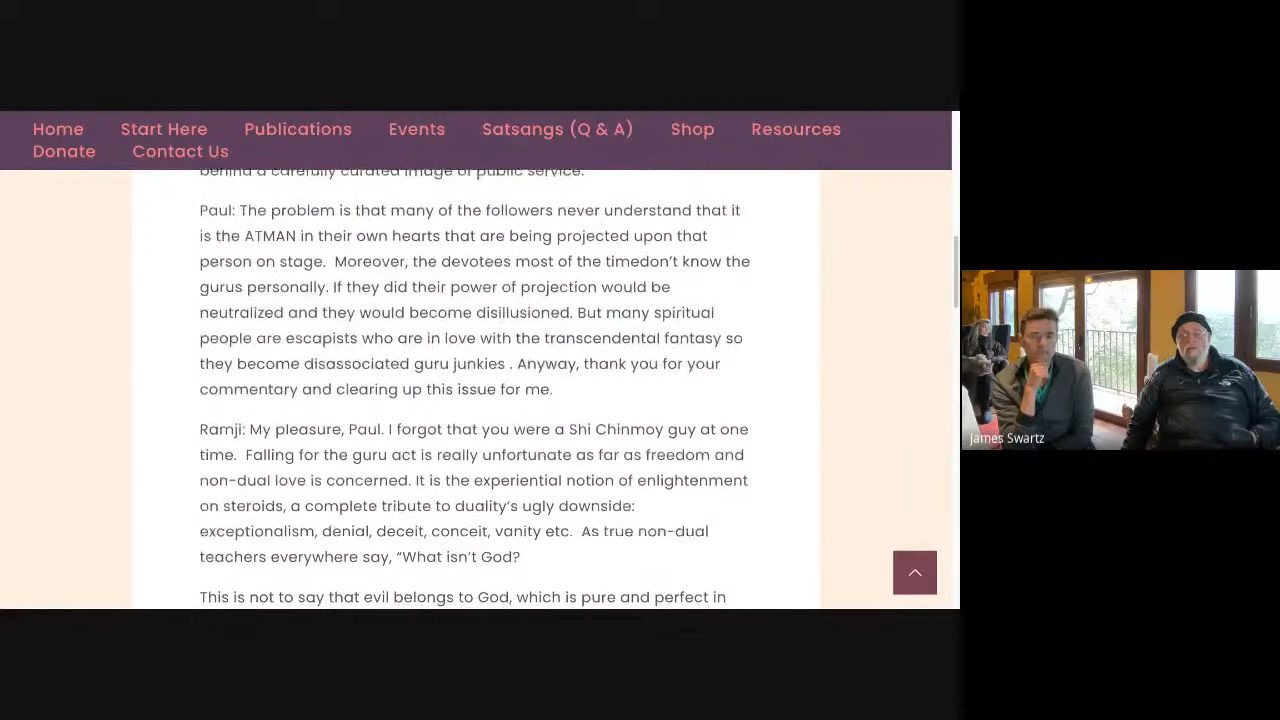 Home Start Here Publications Events Satsangs (Q & A) Shop Resources
Donate Contact Us
behind a carefully curated image of public service.
Paul: The problem is that many of the followers never understand that it
is the ATMAN in their own hearts that are being projected upon that
person on stage.  Moreover, the devotees most of the timedon’t know the
gurus personally. If they did their power of projection would be
neutralized and they would become disillusioned. But many spiritual
people are escapists who are in love with the transcendental fantasy so
they become disassociated guru junkies . Anyway, thank you for your
commentary and clearing up this issue for me.
Ramji: My pleasure, Paul. I forgot that you were a Shi Chinmoy guy at one
time.  Falling for the guru act is really unfortunate as far as freedom and
non-dual love is concerned. It is the experiential notion of enlightenment
on steroids, a complete tribute to duality’s ugly downside:
exceptionalism, denial, deceit, conceit, vanity etc.  As true non-dual
teachers everywhere say, “What isn’t God?
This is not to say that evil belongs to God, which is pure and perfect in
James Swartz